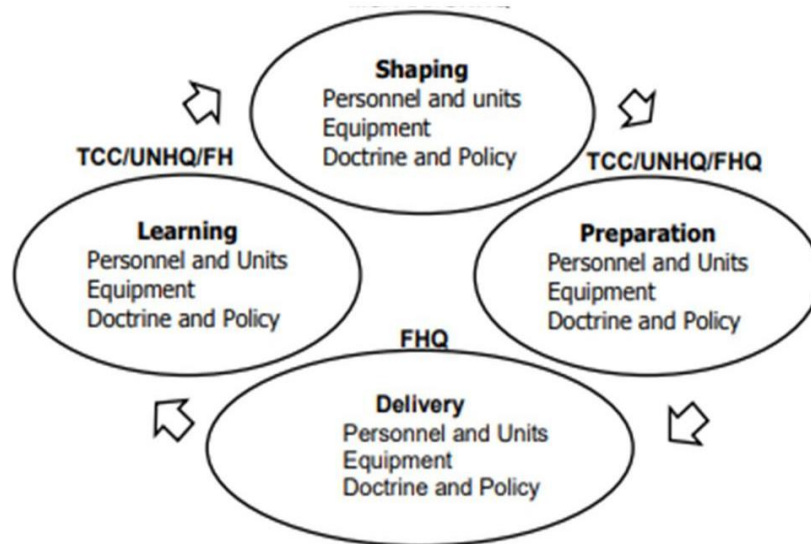 Shaping
Personnel and units
Equipment
Doctrine and Policy
TCC/UNHQ/FH
TCC/UNHQ/FHQ
Learning
Personnel and Units
Equipment
Doctrine and Policy
Preparation
Personnel and Units
Equipment
Doctrine and Policy
FHQ
Delivery
Personnel and Units
Equipment
Doctrine and Policy